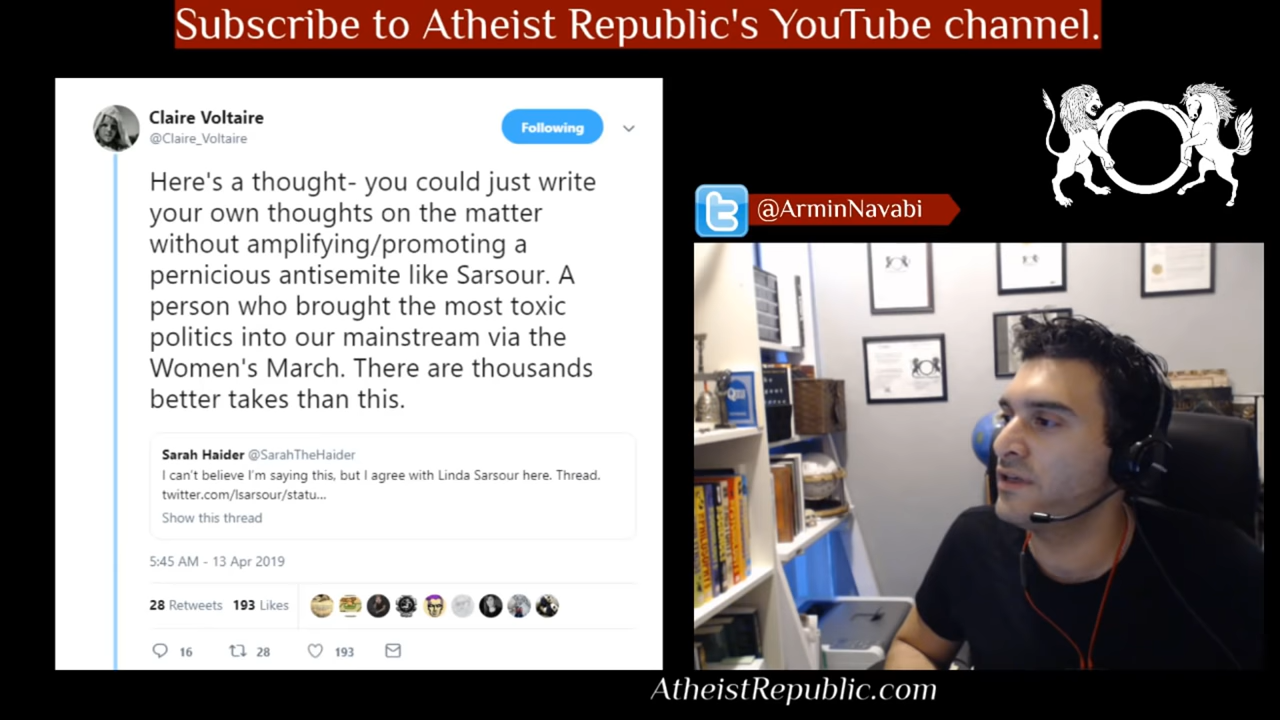 Subscribe to Atheist Republic's YouTube channel.
Claire Voltaire
@Claire_Voltaire
Following
Here's a thought- you could just write
your own thoughts on the matter
without amplifying/promoting a
pernicious antisemite like Sarsour. A
person who brought the most toxic
politics into our mainstream via the
Women's March. There are thousands
better takes than this.
Sarah Haider @SarahTheHaider
I can't believe I'm saying this, but I agree with Linda Sarsour here. Thread.
twitter.com/lsarsour/statu...
Show this thread
5:45 AM - 13 Apr 2019
28 Retweets 193 Likes
16 28 193
@ArminNavabi
AtheistRepublic.com